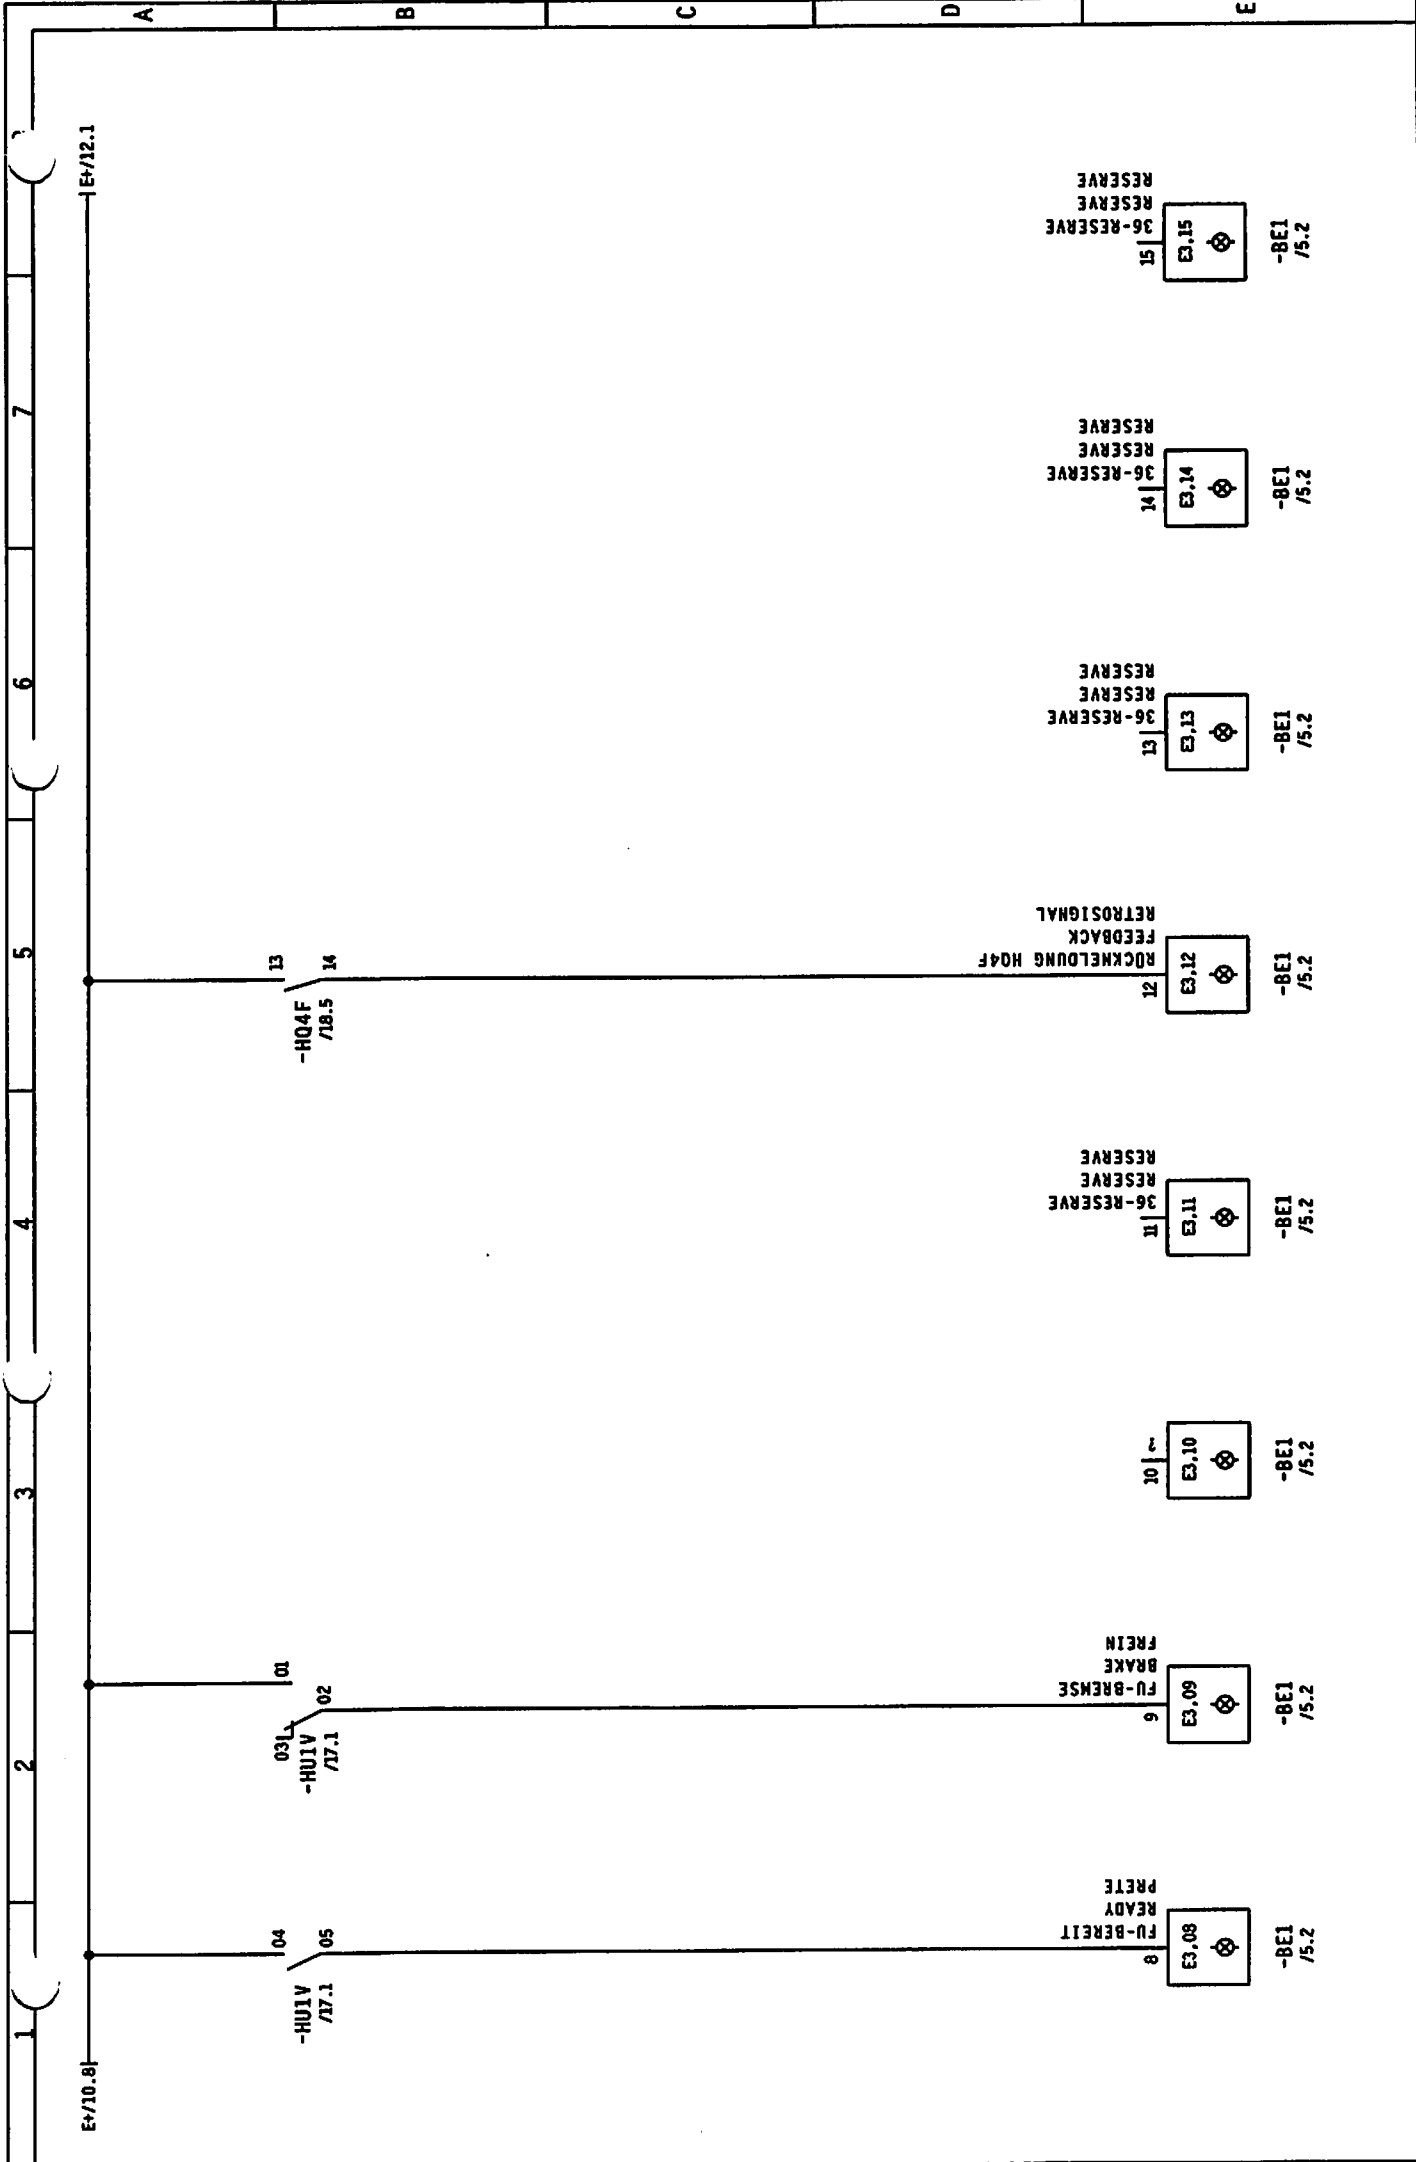 1 2 3 4 5 6 7
A
B
C
D
E
E+/10.8
E+/12.1
04
05
-HU1V
/17.1
01
02
03
-HU1V
/17.1
13
14
-HQ4F
/18.5
FU-BEREIT
READY
PRETE
8
E3.08
-BE1
/5.2
FU-BREMSE
BRAKE
FREIN
9
E3.09
-BE1
/5.2
10
E3.10
-BE1
/5.2
36-RESERVE
RESERVE
RESERVE
11
E3.11
-BE1
/5.2
RÜCKMELDUNG HQ4F
FEEDBACK
RETROSIGNAL
12
E3.12
-BE1
/5.2
36-RESERVE
RESERVE
RESERVE
13
E3.13
-BE1
/5.2
36-RESERVE
RESERVE
RESERVE
14
E3.14
-BE1
/5.2
36-RESERVE
RESERVE
RESERVE
15
E3.15
-BE1
/5.2